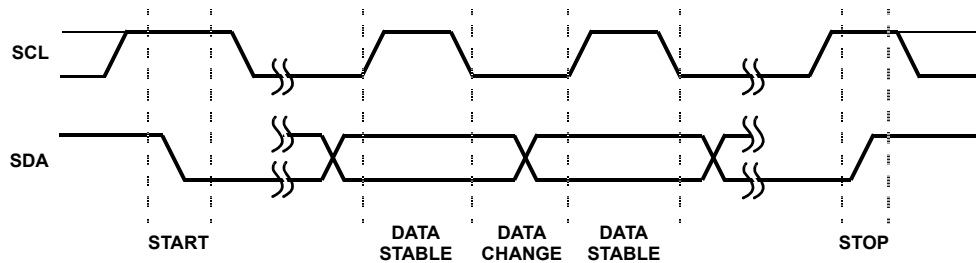 SCL
SDA
START
DATA
STABLE
DATA
CHANGE
DATA
STABLE
STOP